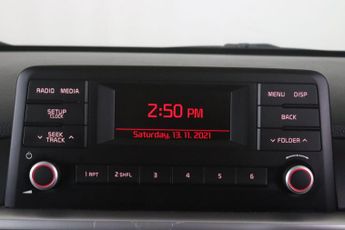 RADIO MEDIA
SETUP
CLOCK
SEEK
TRACK
2:50 PM
Saturday, 13. 11. 2021
MENU DISP
BACK
FOLDER
1 RPT 2 SHFL 3 4 5 6